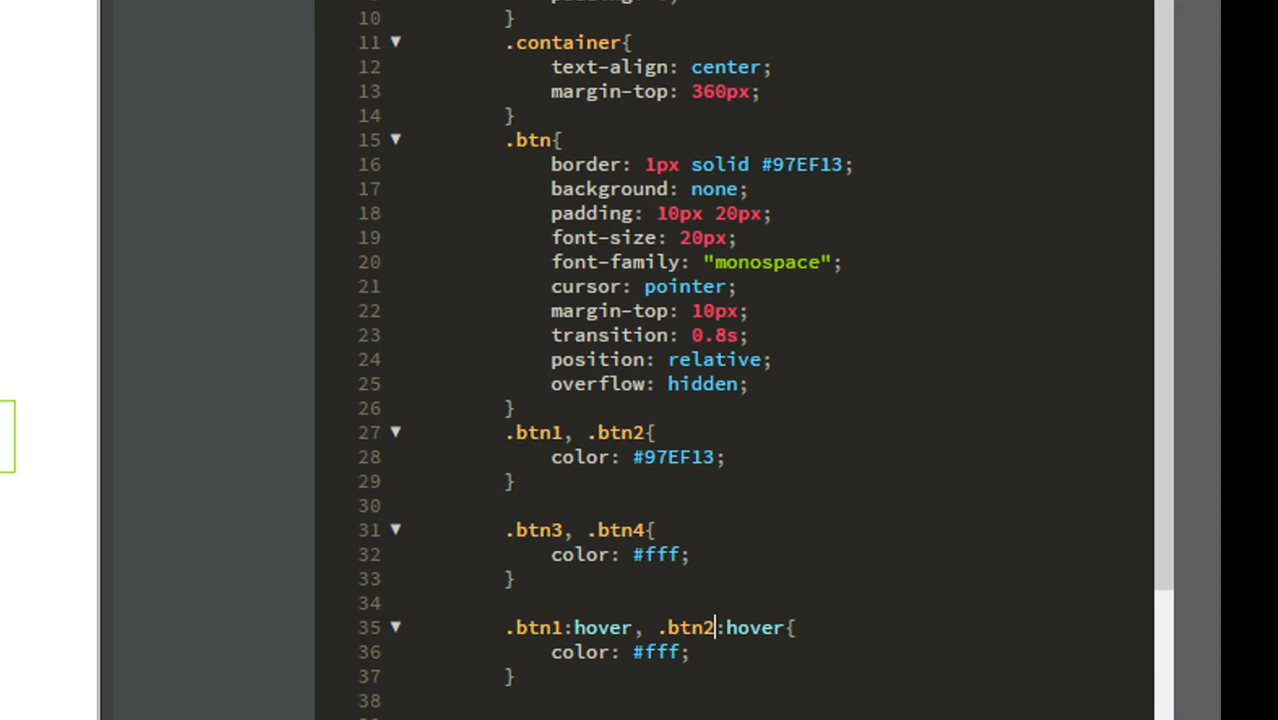 10 }
11 ▼ .container{
12 text-align: center;
13 margin-top: 360px;
14 }
15 ▼ .btn{
16 border: 1px solid #97EF13;
17 background: none;
18 padding: 10px 20px;
19 font-size: 20px;
20 font-family: "monospace";
21 cursor: pointer;
22 margin-top: 10px;
23 transition: 0.8s;
24 position: relative;
25 overflow: hidden;
26 }
27 ▼ .btn1, .btn2{
28 color: #97EF13;
29 }
30
31 ▼ .btn3, .btn4{
32 color: #fff;
33 }
34
35 ▼ .btn1:hover, .btn2:hover{
36 color: #fff;
37 }
38